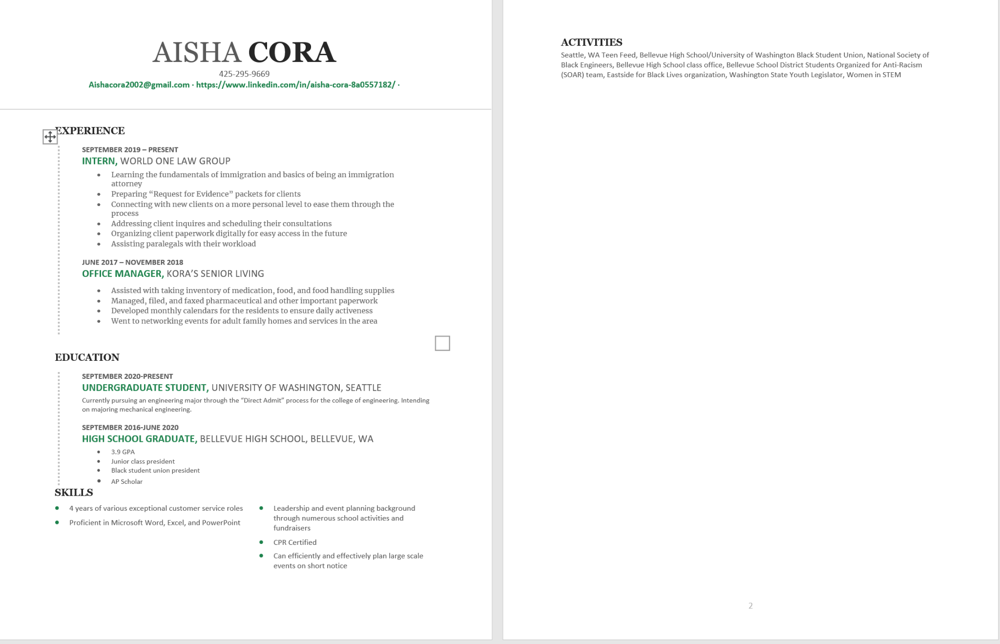 AISHA CORA
425-295-9669
Aishacora2002@gmail.com · https://www.linkedin.com/in/aisha-cora-8a0557182/ ·
EXPERIENCE
SEPTEMBER 2019 – PRESENT
INTERN, WORLD ONE LAW GROUP
• Learning the fundamentals of immigration and basics of being an immigration
attorney
• Preparing “Request for Evidence” packets for clients
• Connecting with new clients on a more personal level to ease them through the
process
• Addressing client inquires and scheduling their consultations
• Organizing client paperwork digitally for easy access in the future
• Assisting paralegals with their workload
JUNE 2017 – NOVEMBER 2018
OFFICE MANAGER, KORA’S SENIOR LIVING
• Assisted with taking inventory of medication, food, and food handling supplies
• Managed, filed, and faxed pharmaceutical and other important paperwork
• Developed monthly calendars for the residents to ensure daily activeness
• Went to networking events for adult family homes and services in the area
EDUCATION
SEPTEMBER 2020-PRESENT
UNDERGRADUATE STUDENT, UNIVERSITY OF WASHINGTON, SEATTLE
Currently pursuing an engineering major through the “Direct Admit” process for the college of engineering. Intending
on majoring mechanical engineering.
SEPTEMBER 2016-JUNE 2020
HIGH SCHOOL GRADUATE, BELLEVUE HIGH SCHOOL, BELLEVUE, WA
• 3.9 GPA
• Junior class president
• Black student union president
• AP Scholar
SKILLS
• 4 years of various exceptional customer service roles
• Proficient in Microsoft Word, Excel, and PowerPoint
• Leadership and event planning background
through numerous school activities and
fundraisers
• CPR Certified
• Can efficiently and effectively plan large scale
events on short notice
ACTIVITIES
Seattle, WA Teen Feed, Bellevue High School/University of Washington Black Student Union, National Society of
Black Engineers, Bellevue High School class office, Bellevue School District Students Organized for Anti-Racism
(SOAR) team, Eastside for Black Lives organization, Washington State Youth Legislator, Women in STEM
2